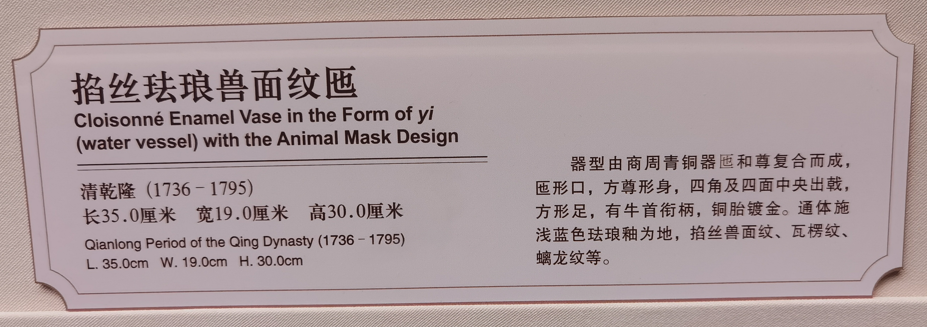 掐丝珐琅兽面纹匜
Cloisonné Enamel Vase in the Form of yi
(water vessel) with the Animal Mask Design
清乾隆（1736－1795）
长35.0厘米 宽19.0厘米 高30.0厘米
Qianlong Period of the Qing Dynasty (1736－1795)
L. 35.0cm W. 19.0cm H. 30.0cm
器型由商周青铜器匜和尊复合而成，
匜形口，方尊形身，四角及四面中央出戟，
方形足，有牛首衔柄，铜胎镀金。通体施
浅蓝色珐琅釉为地，掐丝兽面纹、瓦楞纹、
螭龙纹等。